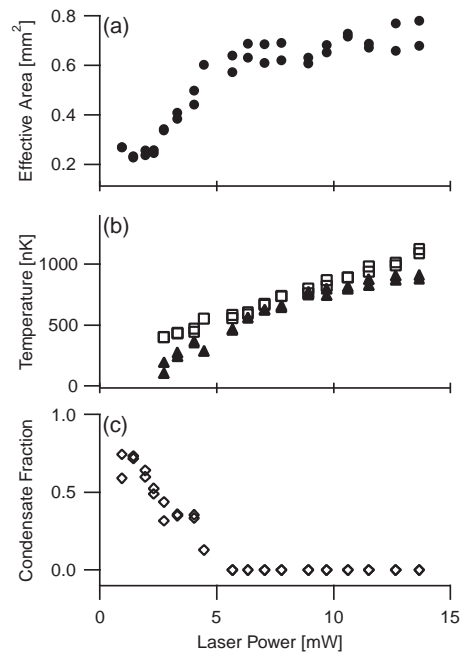 (a)
Effective Area [mm²]
0.8
0.6
0.4
0.2
(b)
Temperature [nK]
1000
500
0
(c)
Condensate Fraction
1.0
0.5
0.0
0 5 10 15
Laser Power [mW]